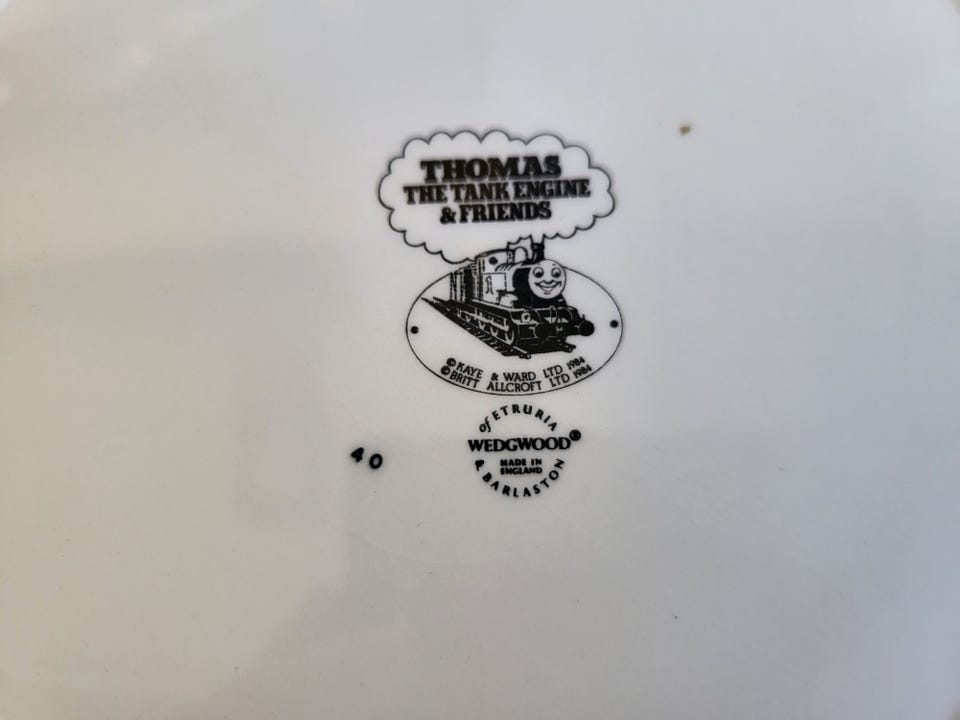 THOMAS
THE TANK ENGINE
& FRIENDS
1
© KAYE & WARD LTD 1984
© BRITT ALLCROFT LTD 1984
of ETRURIA
WEDGWOOD®
MADE IN
ENGLAND
& BARLASTON
40